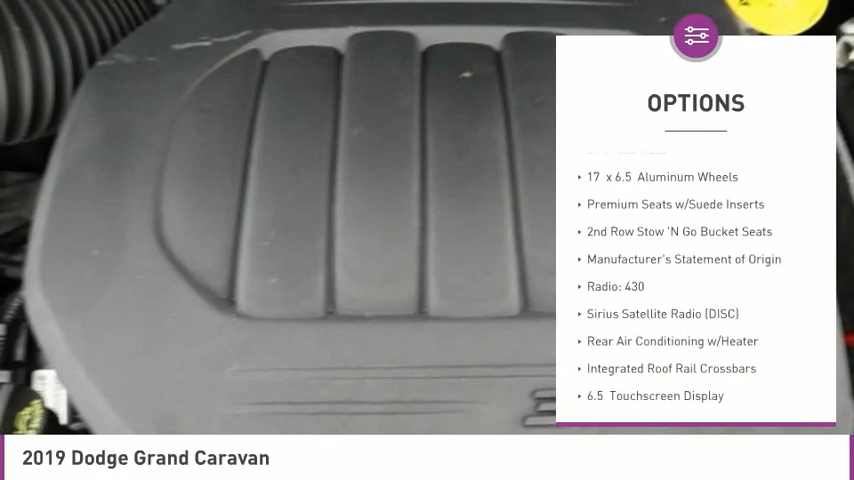 OPTIONS
17 x 6.5 Aluminum Wheels
Premium Seats w/Suede Inserts
2nd Row Stow 'N Go Bucket Seats
Manufacturer's Statement of Origin
Radio: 430
Sirius Satellite Radio (DISC)
Rear Air Conditioning w/Heater
Integrated Roof Rail Crossbars
6.5 Touchscreen Display
2019 Dodge Grand Caravan